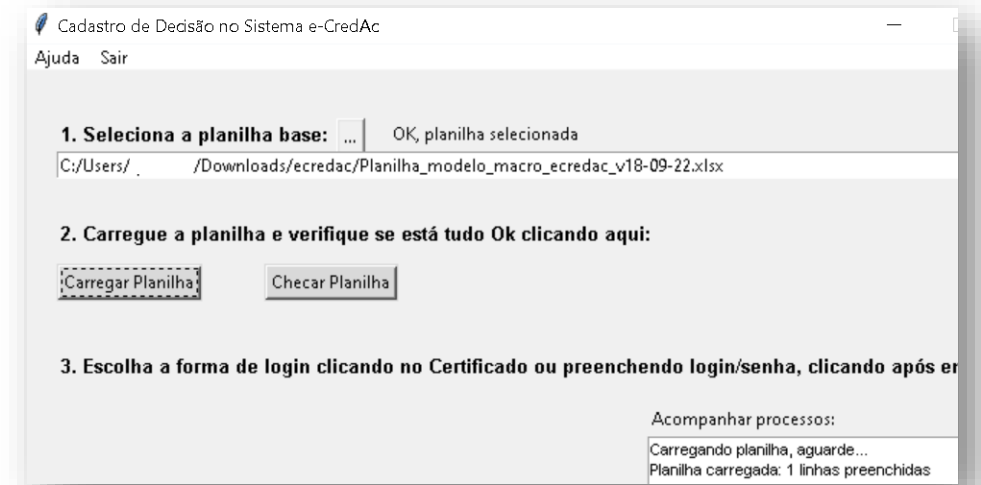 Cadastro de Decisão no Sistema e-CredAc
Ajuda Sair
1. Seleciona a planilha base: ... OK, planilha selecionada
C:/Users/ /Downloads/ecredac/Planilha_modelo_macro_ecredac_v18-09-22.xlsx
2. Carregue a planilha e verifique se está tudo Ok clicando aqui:
Carregar Planilha Checar Planilha
3. Escolha a forma de login clicando no Certificado ou preenchendo login/senha, clicando após
Acompanhar processos:
Carregando planilha, aguarde...
Planilha carregada: 1 linhas preenchidas